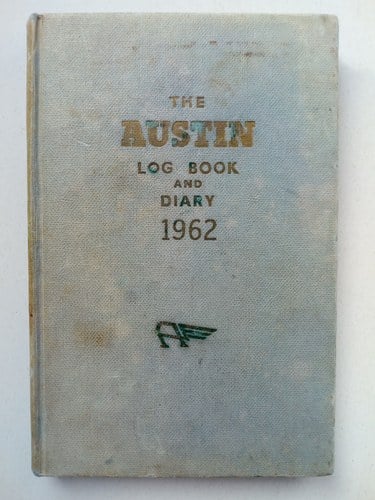 THE
AUSTIN
LOG BOOK
AND
DIARY
1962